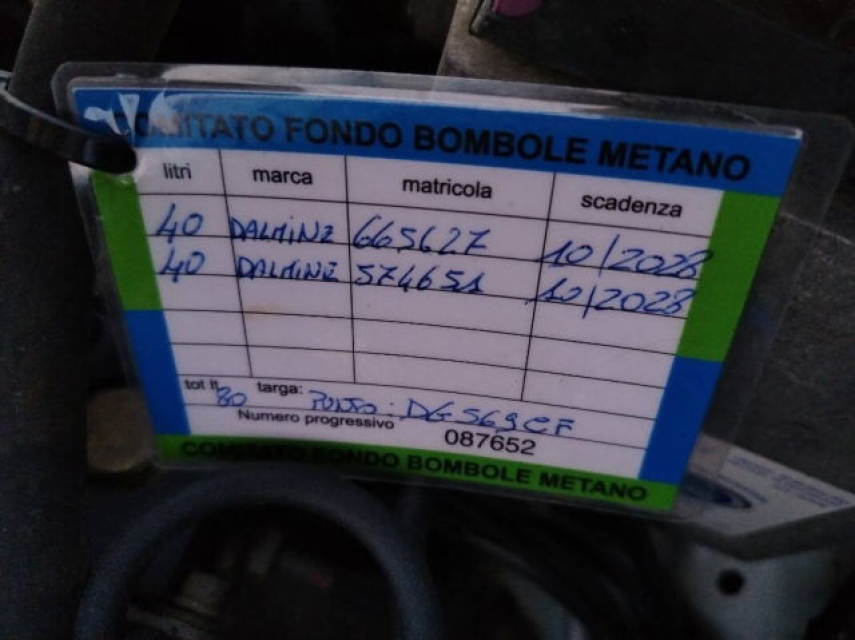 COMITATO FONDO BOMBOLE METANO
litri marca matricola scadenza
40 DALMINE 665627 10/2028
40 DALMINE 574651 10/2028
tot lt 80 targa: PUNTO: DG569CF
Numero progressivo 087652
COMITATO FONDO BOMBOLE METANO